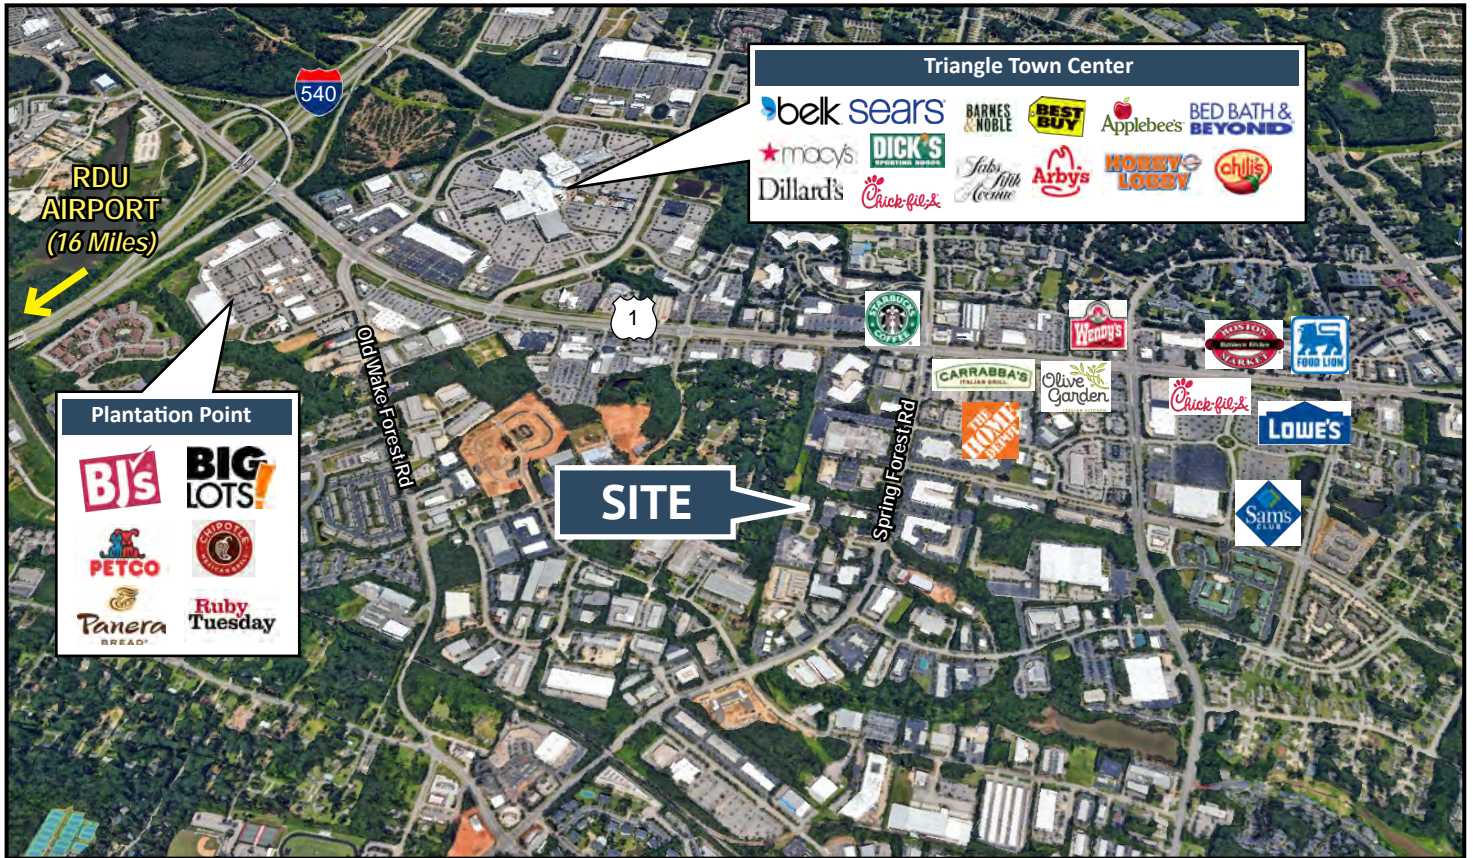 540
RDU
AIRPORT
(16 Miles)
Triangle Town Center
belk
sears
BARNES
&NOBLE
BEST
BUY
Applebee's
BED BATH &
BEYOND
macy's
DICK'S
SPORTING GOODS
Saks
Fifth
Avenue
Arby's
HOBBY
LOBBY
chili's
Dillard's
Chick-fil-A
1
Old Wake Forest Rd
STARBUCKS
COFFEE
WENDY'S
BOSTON
MARKET
FOOD LION
CARRABBA'S
ITALIAN GRILL
Olive
Garden
ITALIAN KITCHEN
Chick-fil-A
THE
HOME
DEPOT
LOWE'S
Spring Forest Rd
SITE
Sam's
CLUB
Plantation Point
BJ's
BIG
LOTS!
PETCO
CHIPOTLE
MEXICAN GRILL
Panera
BREAD
Ruby
Tuesday